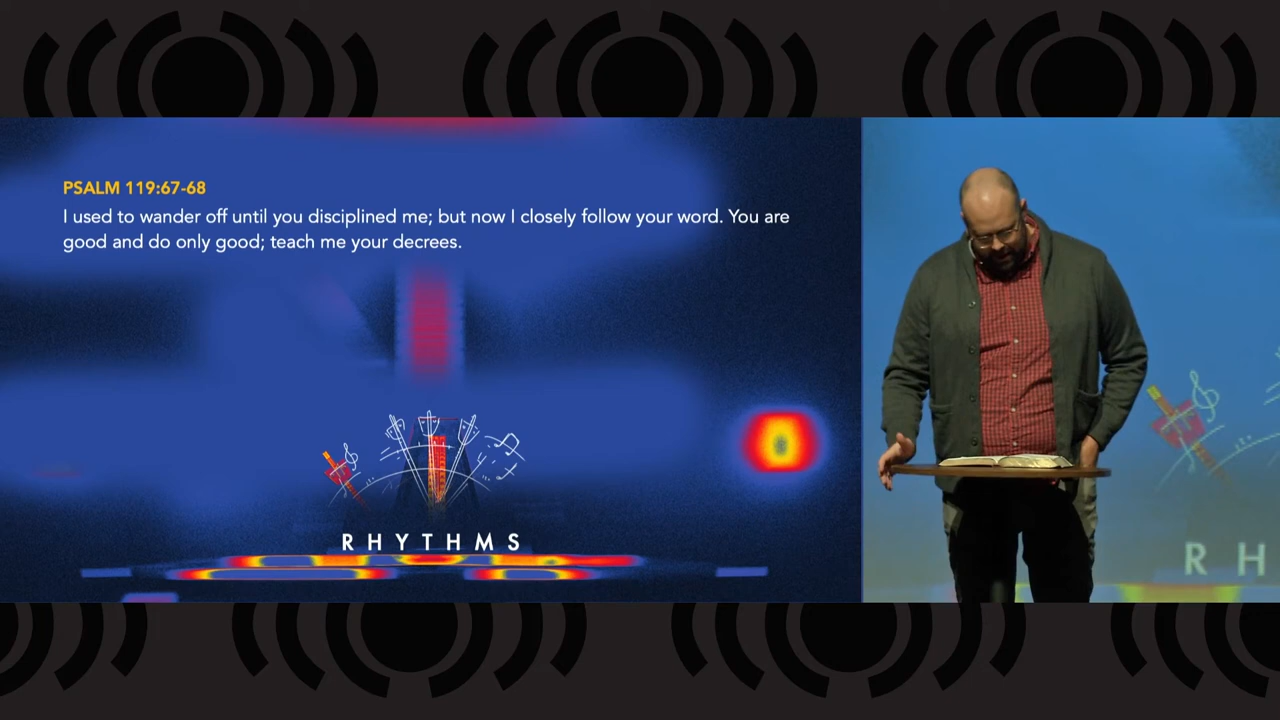 PSALM 119:67-68
I used to wander off until you disciplined me; but now I closely follow your word. You are
good and do only good; teach me your decrees.
RHYTHMS
RH